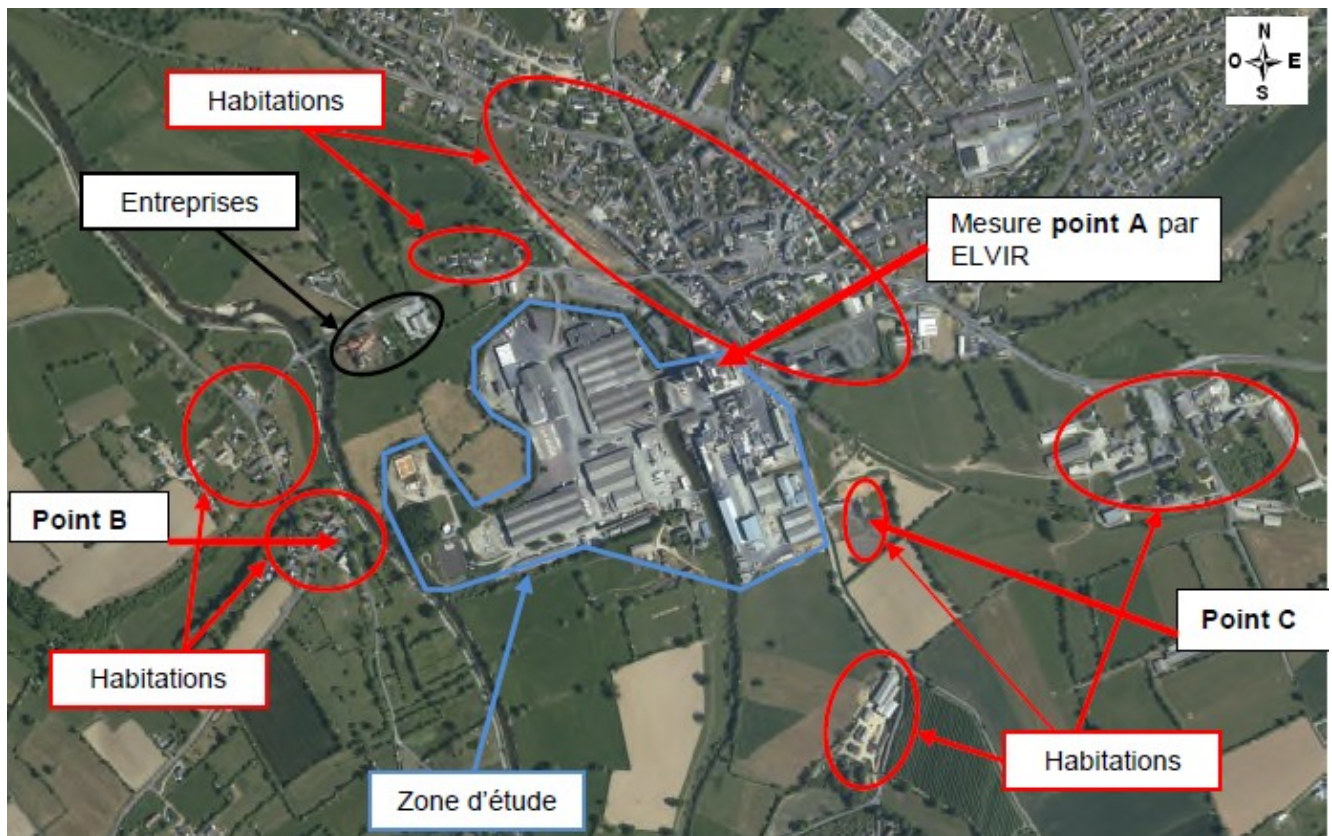 N
O E
S
Habitations
Entreprises
Mesure point A par
ELVIR
Point B
Point C
Habitations
Habitations
Zone d'étude